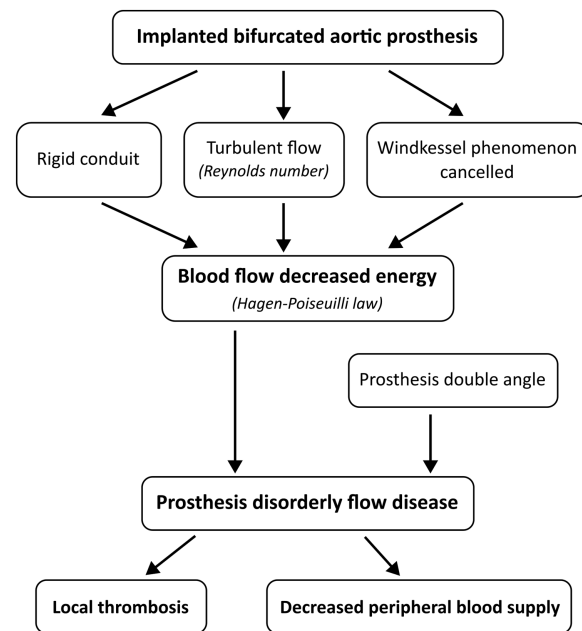 Implanted bifurcated aortic prosthesis
Rigid conduit
Turbulent flow
(Reynolds number)
Windkessel phenomenon
cancelled
Blood flow decreased energy
(Hagen-Poiseuilli law)
Prosthesis double angle
Prosthesis disorderly flow disease
Local thrombosis
Decreased peripheral blood supply